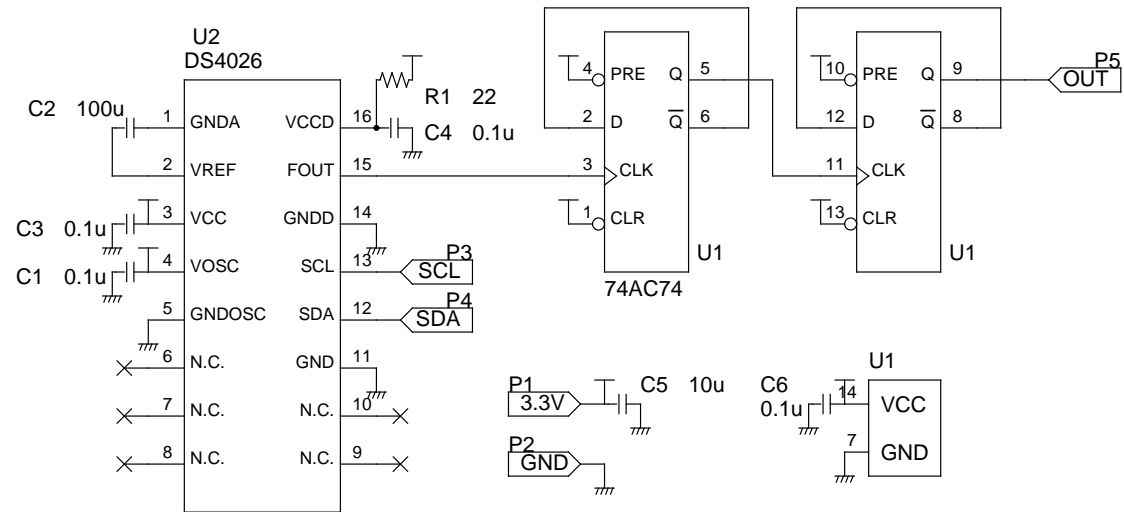 U2
DS4026
C2 100u
1 GNDA
2 VREF
3 VCC
C3 0.1u
4 VOSC
C1 0.1u
5 GNDOSC
6 N.C.
7 N.C.
8 N.C.
VCCD 16
FOUT 15
GNDD 14
SCL 13
SDA 12
GND 11
N.C. 10
N.C. 9
R1 22
C4 0.1u
P3
SCL
P4
SDA
4 PRE Q 5
2 D Q 6
3 CLK
1 CLR
U1
74AC74
10 PRE Q 9
12 D Q 8
11 CLK
13 CLR
U1
P5
OUT
P1
3.3V
C5 10u
P2
GND
C6
0.1u
U1
14 VCC
7 GND